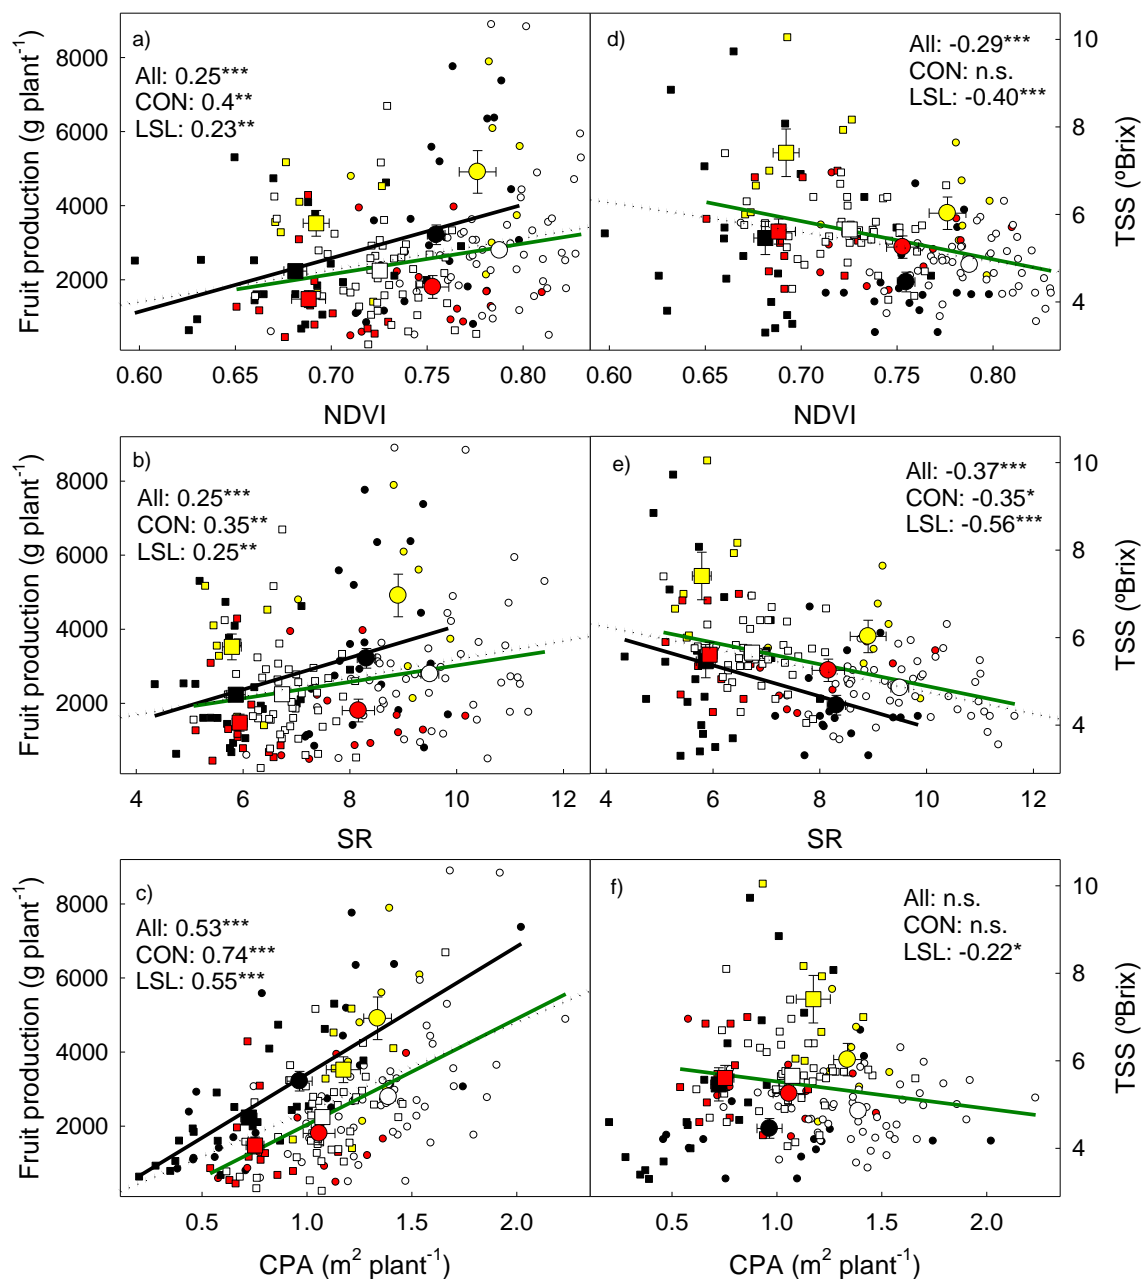 a)
All: 0.25***
CON: 0.4**
LSL: 0.23**
8000
6000
4000
2000
Fruit production (g plant⁻¹)
0.60 0.65 0.70 0.75 0.80
NDVI
d)
All: -0.29***
CON: n.s.
LSL: -0.40***
10
8
6
4
TSS (ºBrix)
0.60 0.70 0.75 0.80
NDVI
b)
All: 0.25***
CON: 0.35**
LSL: 0.25**
8000
6000
4000
2000
Fruit production (g plant⁻¹)
4 6 8 10 12
SR
e)
All: -0.37***
CON: -0.35*
LSL: -0.56***
10
8
6
4
TSS (ºBrix)
4 6 8 10 12
SR
c)
All: 0.53***
CON: 0.74***
LSL: 0.55***
8000
6000
4000
2000
Fruit production (g plant⁻¹)
0.5 1.0 1.5 2.0
CPA (m² plant⁻¹)
f)
All: n.s.
CON: n.s.
LSL: -0.22*
10
8
6
4
TSS (ºBrix)
0.5 1.0 1.5 2.0
CPA (m² plant⁻¹)